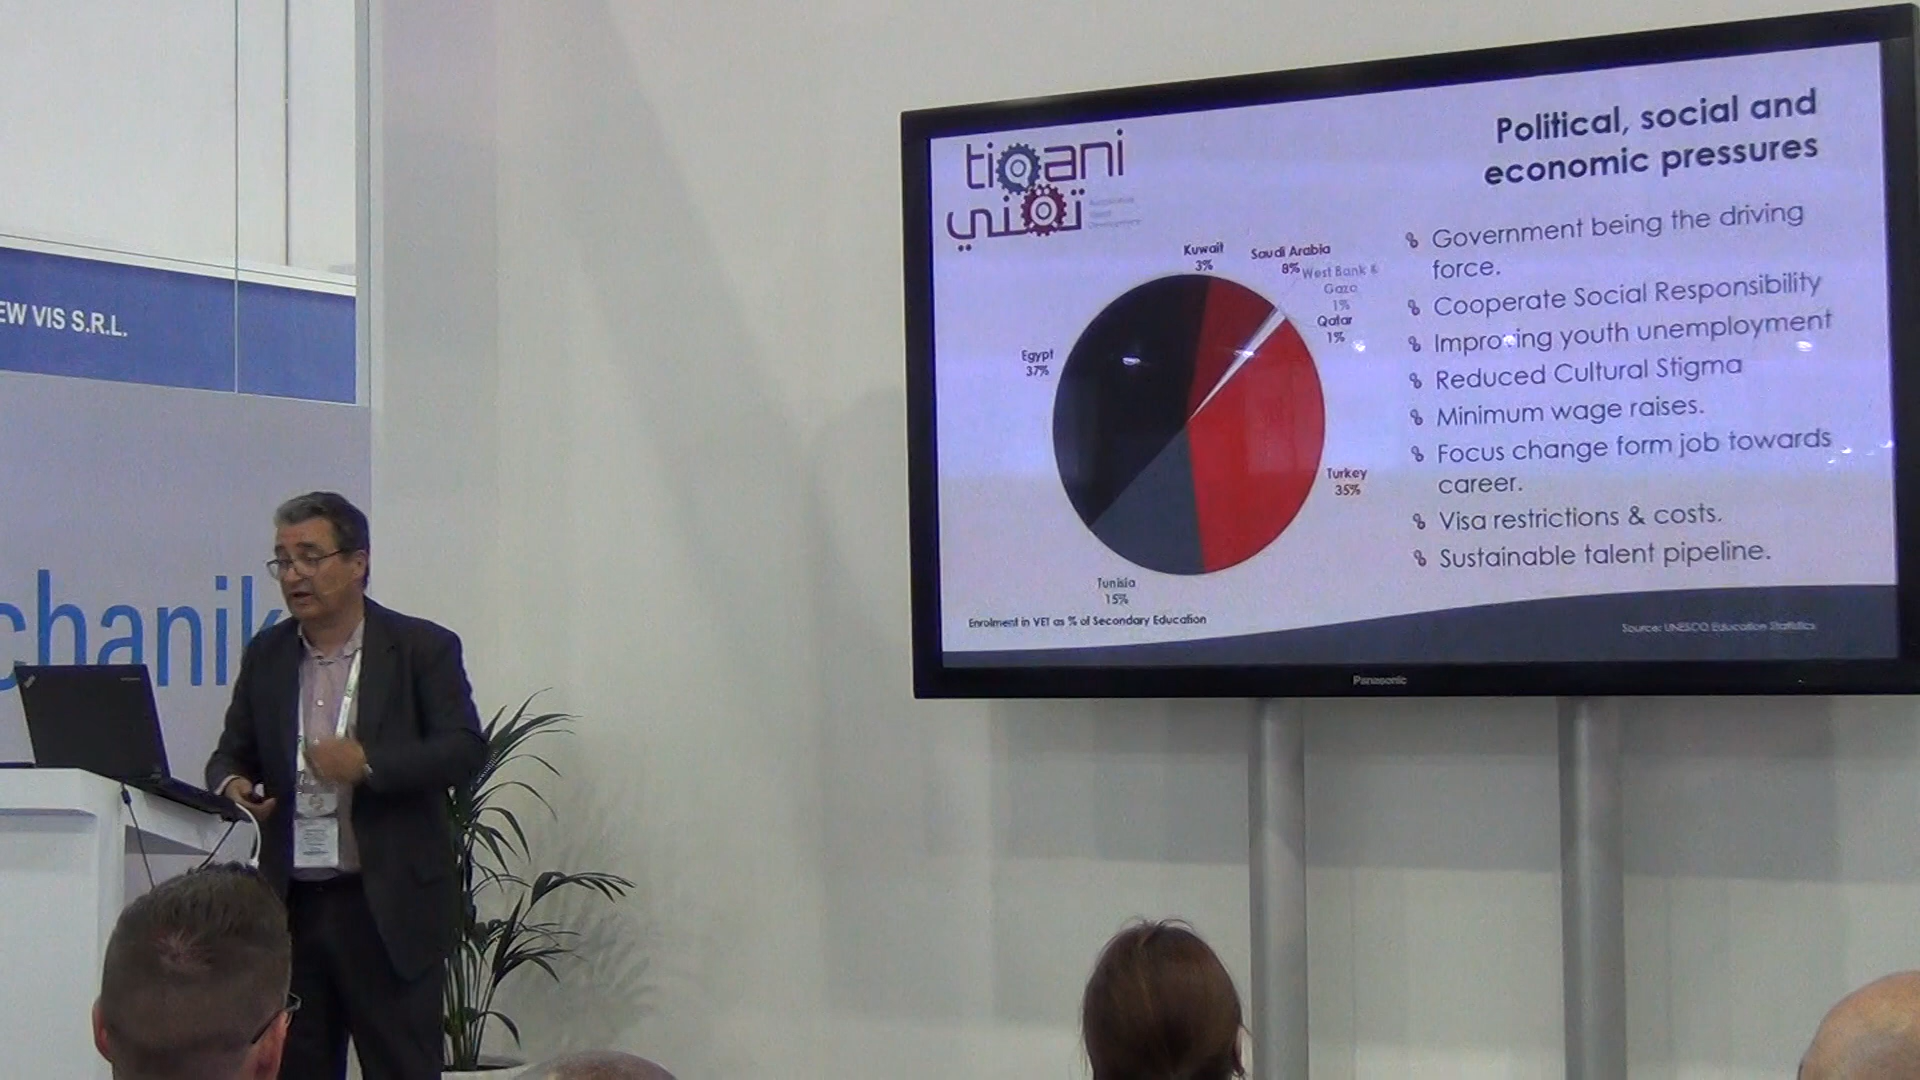 EW VIS S.R.L.
chanik
tiqani
تقني
Political, social and
economic pressures
Kuwait
3%
Saudi Arabia
8%
West Bank &
Gaza
1%
Qatar
1%
Egypt
37%
Turkey
35%
Tunisia
15%
Enrolment in VET as % of Secondary Education
Government being the driving
force.
Cooperate Social Responsibility
Improving youth unemployment
Reduced Cultural Stigma
Minimum wage raises.
Focus change form job towards
career.
Visa restrictions & costs.
Sustainable talent pipeline.
Source: UNESCO Education Statistics
Panasonic